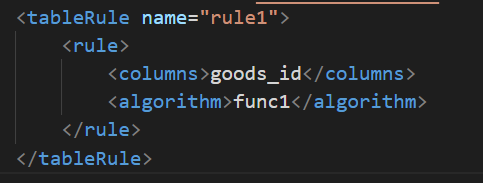 <tableRule name="rule1">
<rule>
<columns>goods_id</columns>
<algorithm>func1</algorithm>
</rule>
</tableRule>